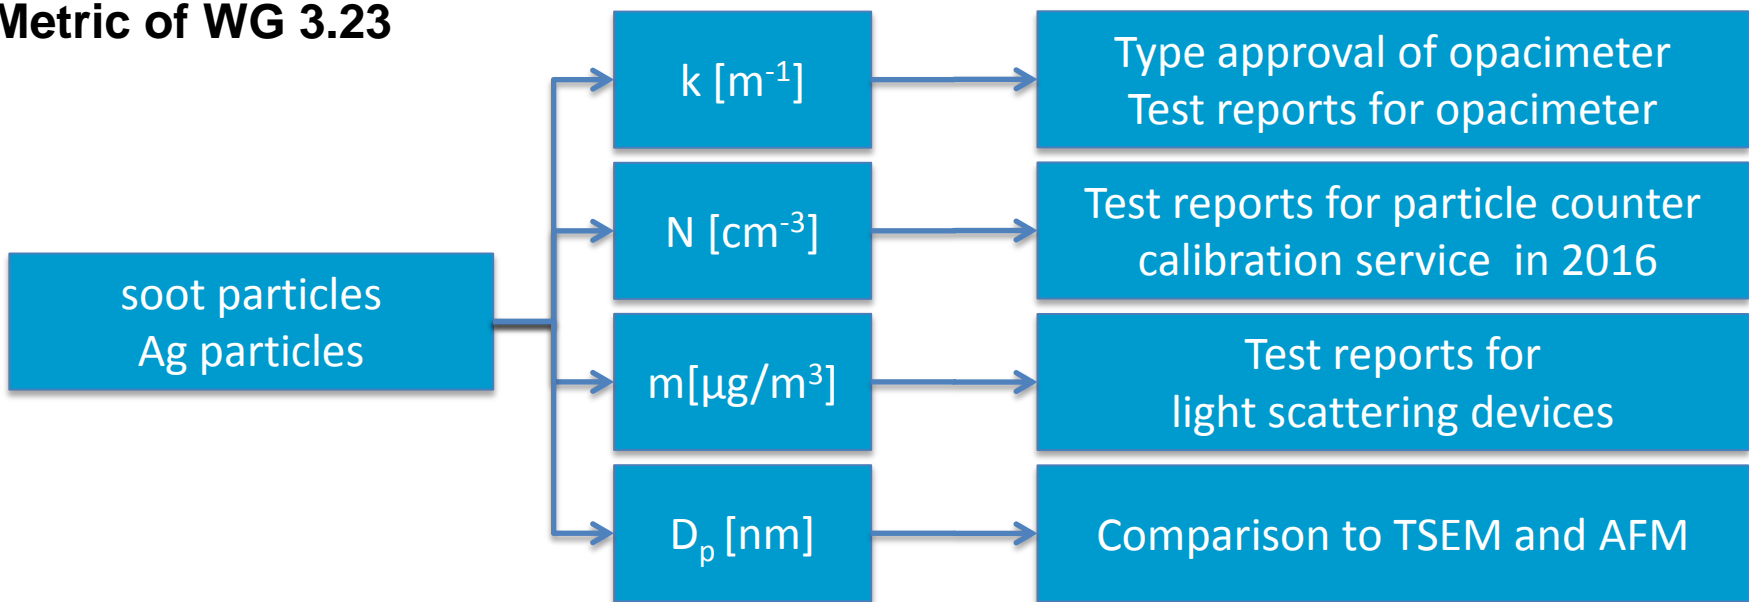 Metric of WG 3.23
soot particles
Ag particles
k [m⁻¹]
Type approval of opacimeter
Test reports for opacimeter
N [cm⁻³]
Test reports for particle counter
calibration service in 2016
m[µg/m³]
Test reports for
light scattering devices
Dₚ [nm]
Comparison to TSEM and AFM